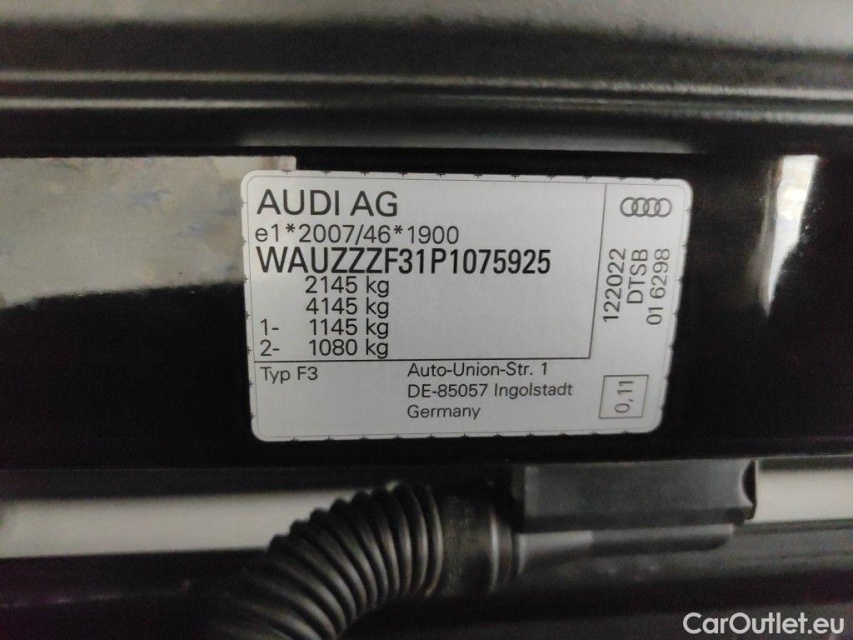 AUDI AG
e1*2007/46*1900
WAUZZZF31P1075925
2145 kg
4145 kg
1- 1145 kg
2- 1080 kg
Typ F3
Auto-Union-Str. 1
DE-85057 Ingolstadt
Germany
122022
DTSB
01 6298
0,11
CarOutlet.eu